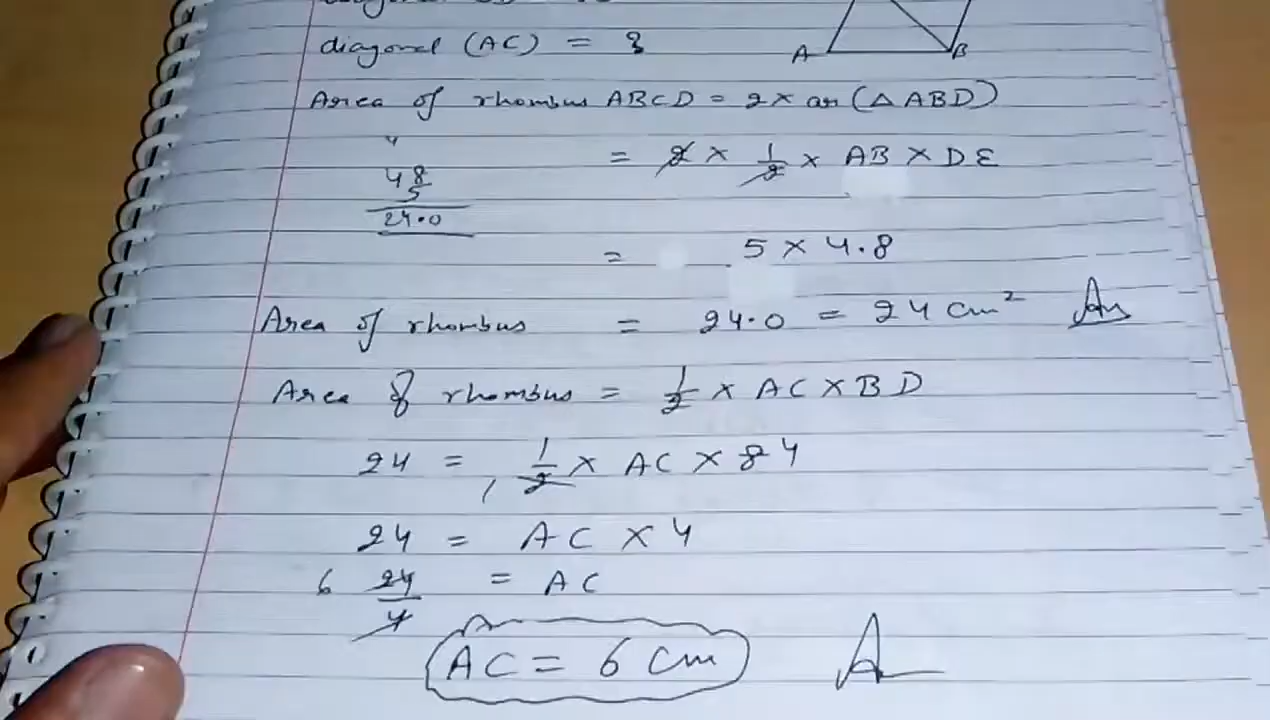 diagonal (AC) = ?
A B
Area of rhombus ABCD = 2 × ar (△ ABD)
= 2 × 1/2 × AB × DE
4
48
5
24.0
= 5 × 4.8
Area of rhombus = 24.0 = 24 cm² An
Area of rhombus = 1/2 × AC × BD
24 = 1/2 × AC × 8 4
1
24 = AC × 4
6 24/4 = AC
AC = 6 cm A